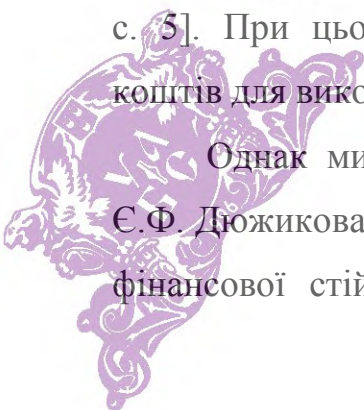 с. 5]. При цьо
коштів для вико
Однак ми
Є.Ф. Дюжикова
фінансової стій